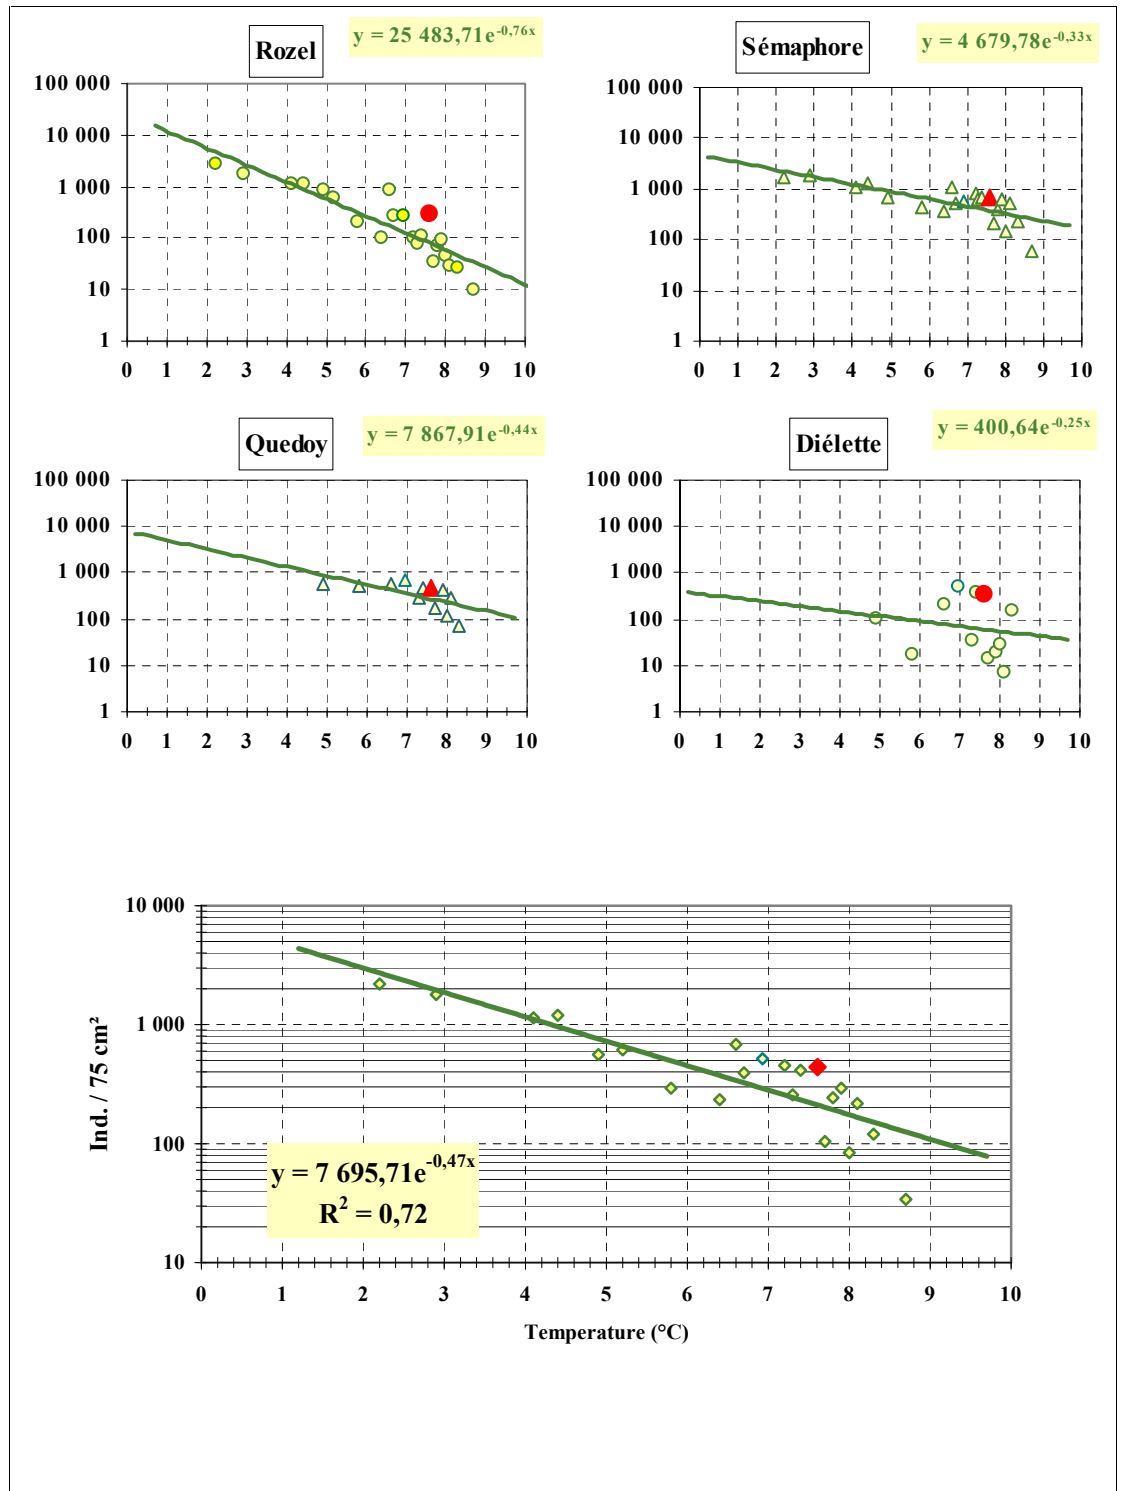 Rozel
y = 25 483,71e-0,76x
100 000
10 000
1 000
100
10
1
0 1 2 3 4 5 6 7 8 9 10
Sémaphore
y = 4 679,78e-0,33x
100 000
10 000
1 000
100
10
1
0 1 2 3 4 5 6 7 8 9 10
Quedoy
y = 7 867,91e-0,44x
100 000
10 000
1 000
100
10
1
0 1 2 3 4 5 6 7 8 9 10
Diélette
y = 400,64e-0,25x
100 000
10 000
1 000
100
10
1
0 1 2 3 4 5 6 7 8 9 10
Ind. / 75 cm²
10 000
1 000
100
10
y = 7 695,71e-0,47x
R2 = 0,72
0 1 2 3 4 5 6 7 8 9 10
Temperature (°C)